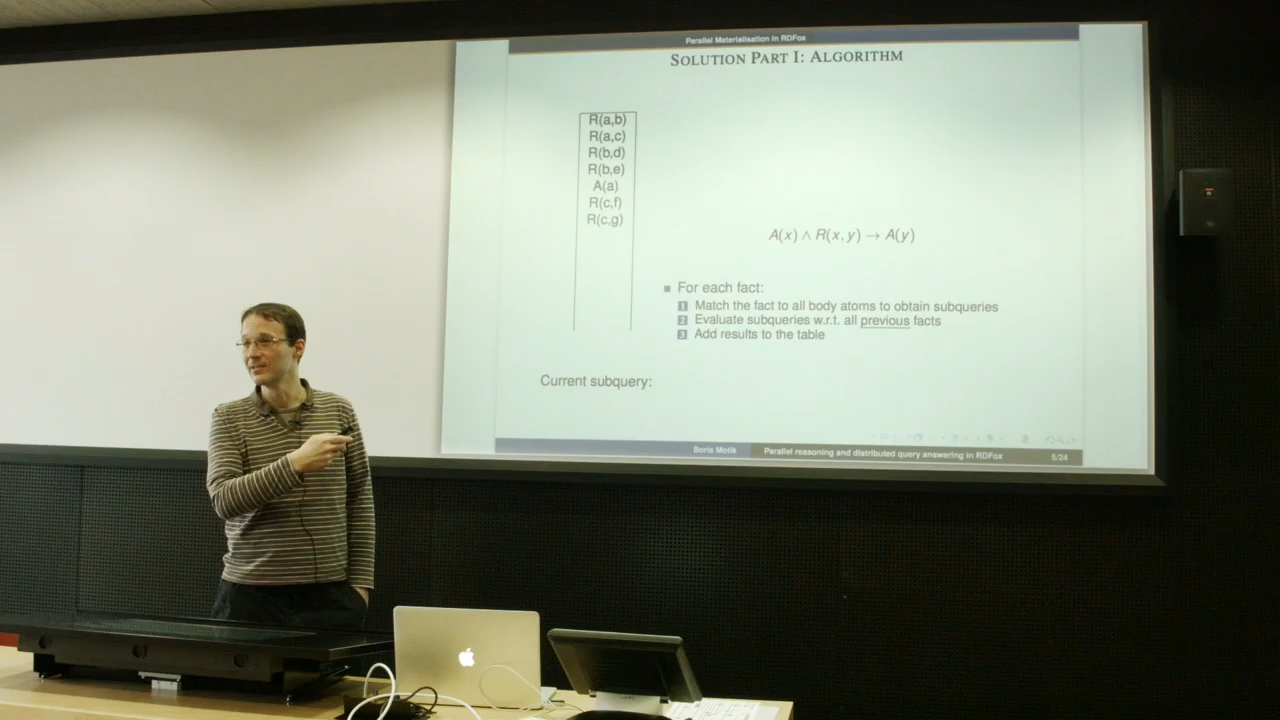 Parallel Materialisation in RDFox
SOLUTION PART I: ALGORITHM
R(a,b)
R(a,c)
R(b,d)
R(b,e)
A(a)
R(c,f)
R(c,g)
A(x) ∧ R(x, y) → A(y)
For each fact:
1 Match the fact to all body atoms to obtain subqueries
2 Evaluate subqueries w.r.t. all previous facts
3 Add results to the table
Current subquery:
Boris Motik Parallel reasoning and distributed query answering in RDFox 5/24